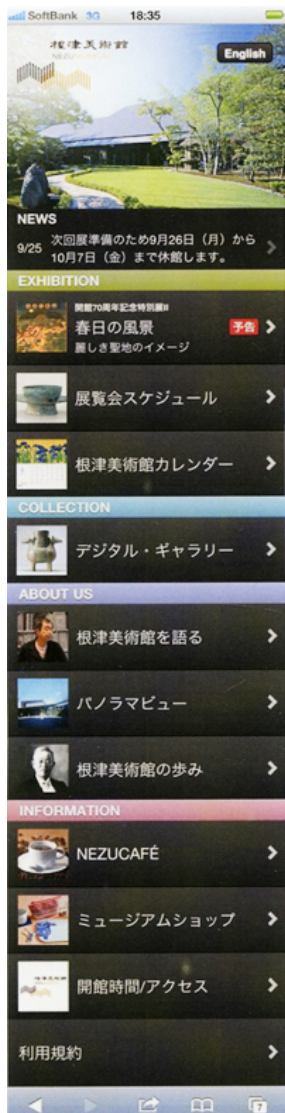 SoftBank 3G 18:35
根津美術館
NEZU
English
NEWS
9/25 次回展準備のため9月26日（月）から
10月7日（金）まで休館します。
EXHIBITION
開館70周年記念特別展II
春日の風景
予告
麗しき聖地のイメージ
展覧会スケジュール
根津美術館カレンダー
COLLECTION
デジタル・ギャラリー
ABOUT US
根津美術館を語る
パノラマビュー
根津美術館の歩み
INFORMATION
NEZUCAFÉ
ミュージアムショップ
根津美術館
開館時間/アクセス
利用規約
7